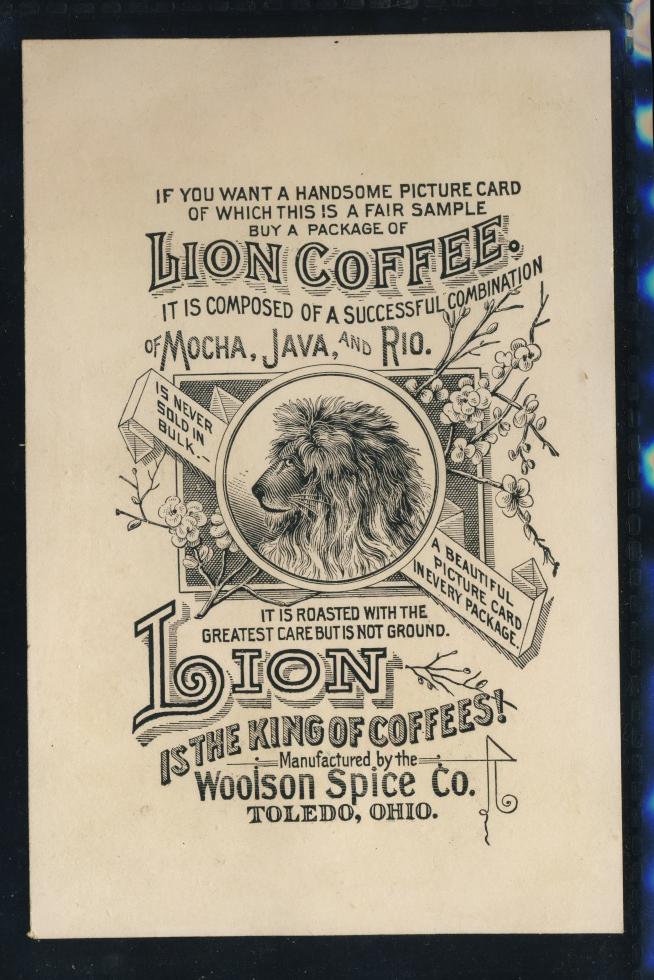 IF YOU WANT A HANDSOME PICTURE CARD
OF WHICH THIS IS A FAIR SAMPLE
BUY A PACKAGE OF
LION COFFEE.
IT IS COMPOSED OF A SUCCESSFUL COMBINATION
OF MOCHA, JAVA, AND RIO.
IS NEVER
SOLD IN
BULK.—
A BEAUTIFUL
PICTURE CARD
IN EVERY PACKAGE.
IT IS ROASTED WITH THE
GREATEST CARE BUT IS NOT GROUND.
LION
IS THE KING OF COFFEES!
Manufactured by the
Woolson Spice Co.
TOLEDO, OHIO.